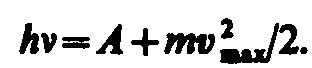 hν = A + mv²max/2.